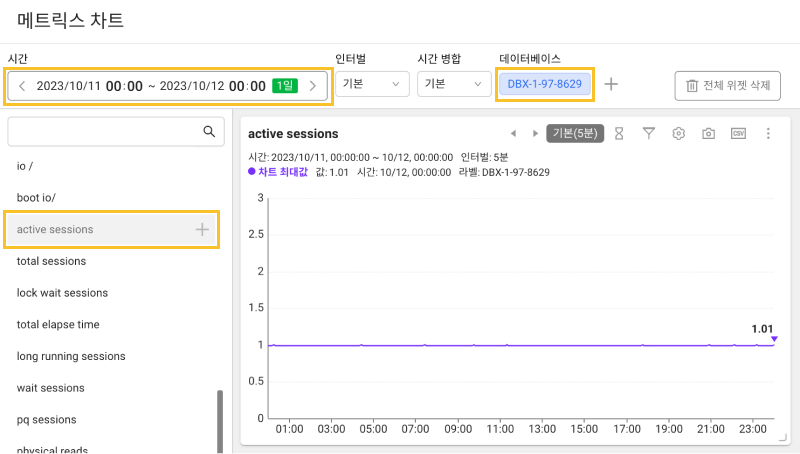 메트릭스 차트
시간
인터벌
시간 병합
데이터베이스
2023/10/11 00:00 ~ 2023/10/12 00:00 1일
기본
기본
DBX-1-97-8629
전체 위젯 삭제
io /
boot io/
active sessions
total sessions
lock wait sessions
total elapse time
long running sessions
wait sessions
pq sessions
physical reads
active sessions
기본(5분)
CSV
시간: 2023/10/11, 00:00:00 ~ 10/12, 00:00:00 인터벌: 5분
차트 최대값 값: 1.01 시간: 10/12, 00:00:00 라벨: DBX-1-97-8629
3
2.5
2
1.5
1
0.5
0
1.01
01:00 03:00 05:00 07:00 09:00 11:00 13:00 15:00 17:00 19:00 21:00 23:00